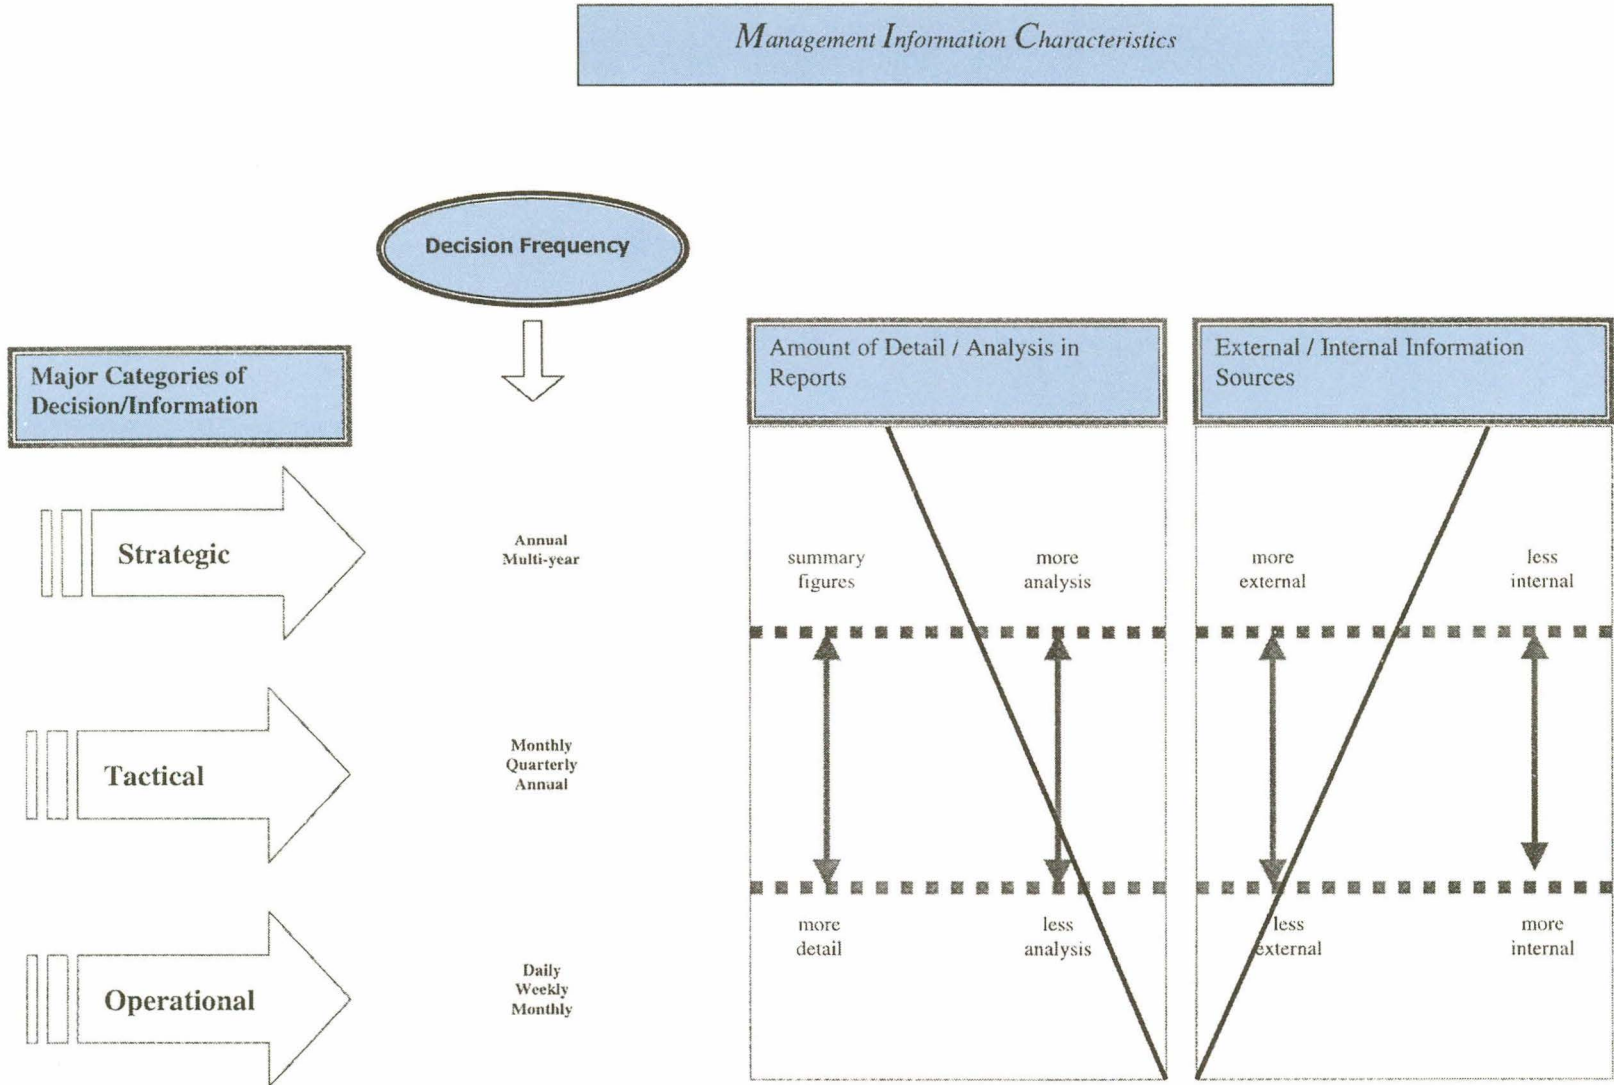 Management Information Characteristics
Decision Frequency
Major Categories of
Decision/Information
Amount of Detail / Analysis in
Reports
External / Internal Information
Sources
Strategic
Annual
Multi-year
summary
figures
more
analysis
more
external
less
internal
Tactical
Monthly
Quarterly
Annual
more
detail
less
analysis
less
external
more
internal
Operational
Daily
Weekly
Monthly